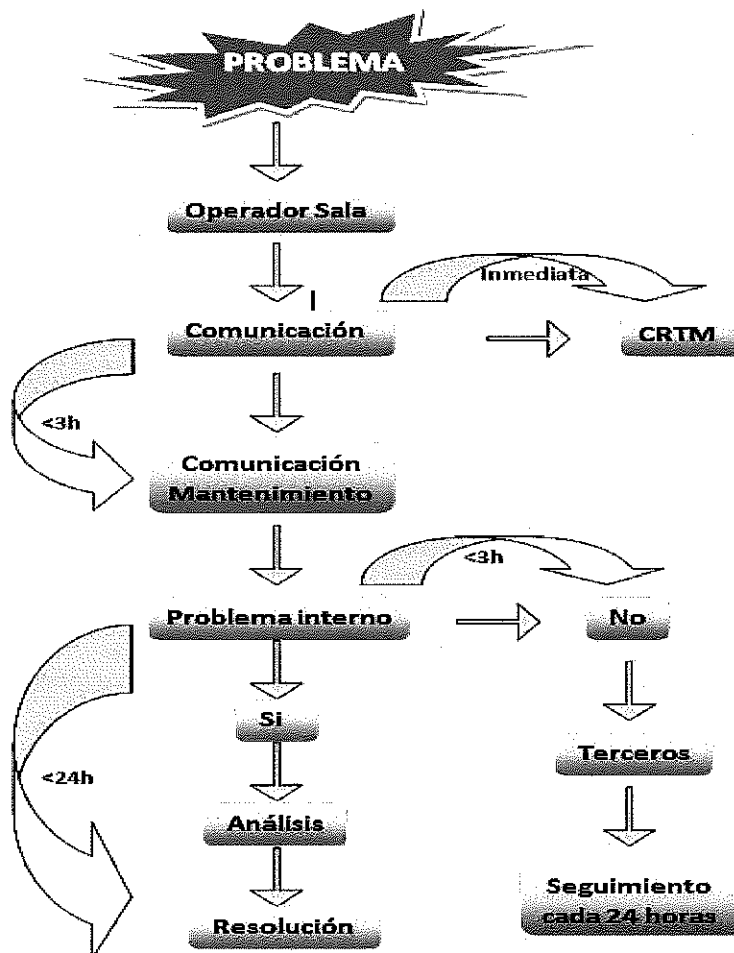 PROBLEMA
Operador Sala
Inmediata
Comunicación
CRTM
<3h
Comunicación
Mantenimiento
<3h
Problema interno
No
Si
Terceros
<24h
Análisis
Seguimiento
cada 24 horas
Resolución